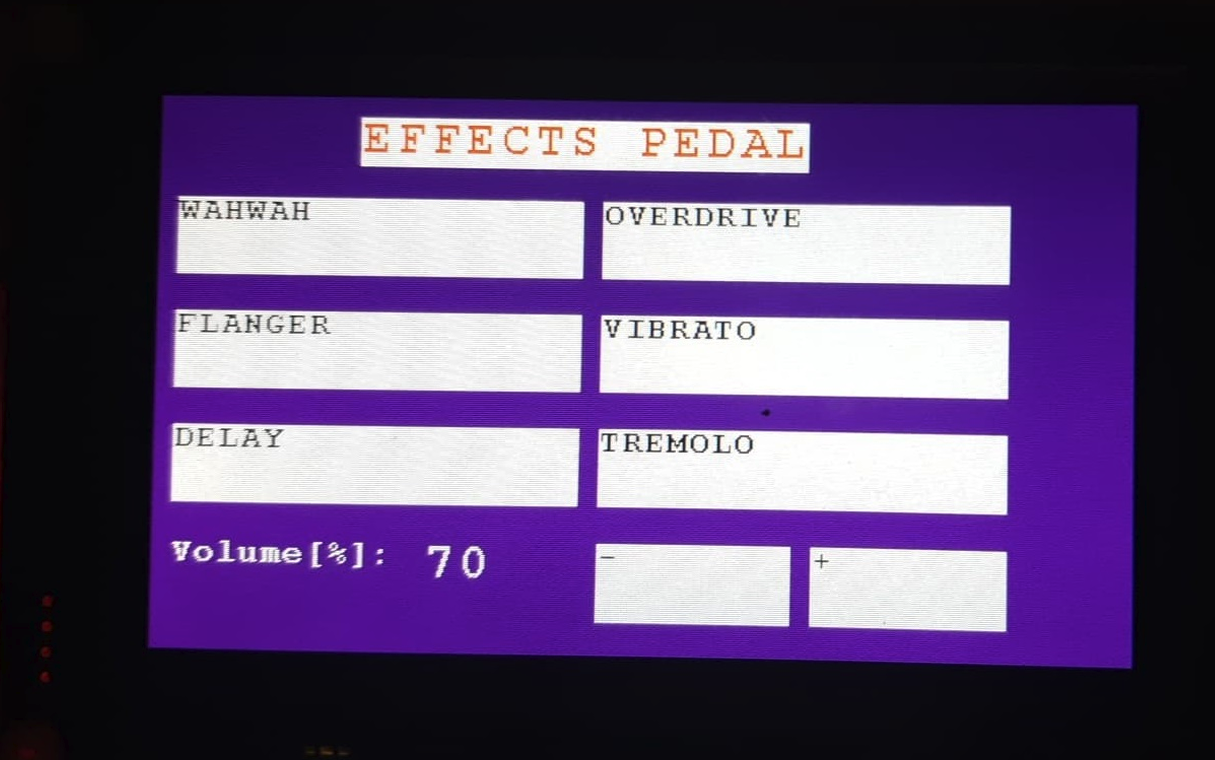 EFFECTS PEDAL
WAHWAH
OVERDRIVE
FLANGER
VIBRATO
DELAY
TREMOLO
Volume[%]: 70
-
+